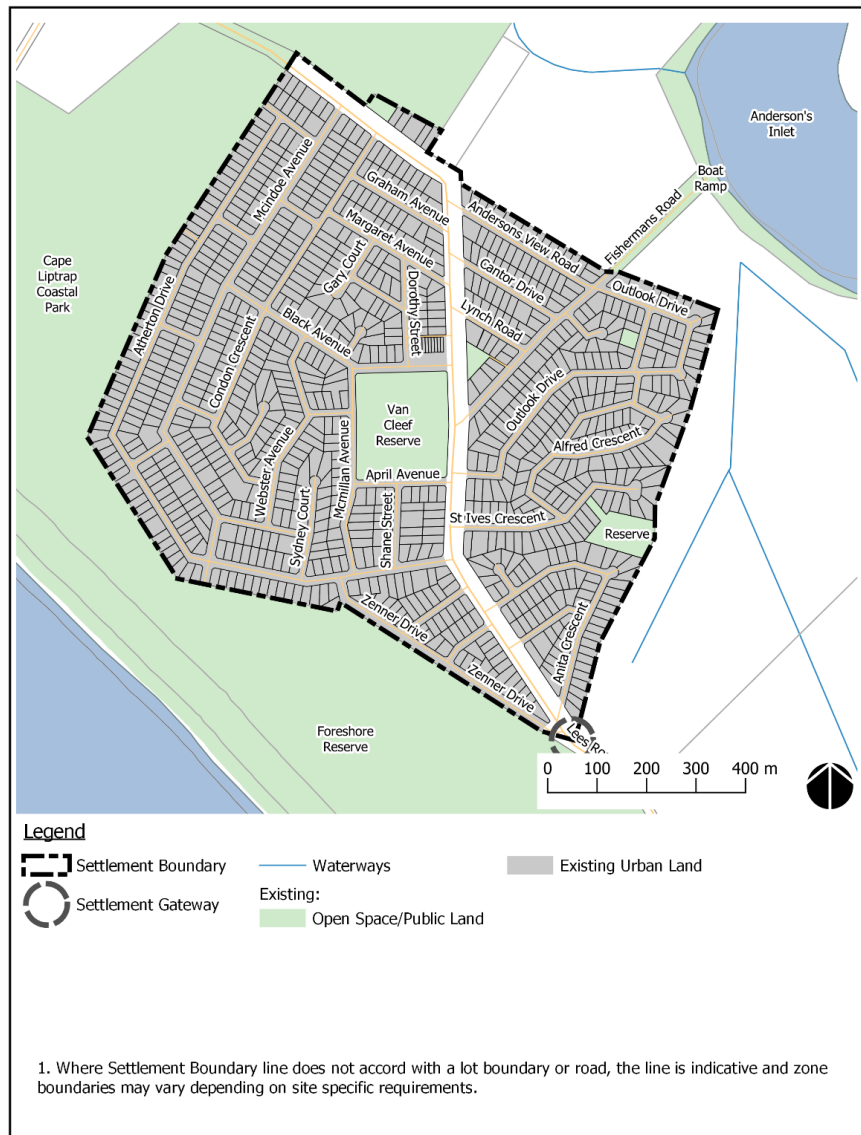 Anderson's
Inlet
Boat
Ramp
Fishermans Road
Mcindoe Avenue
Graham Avenue
Andersons View Road
Margaret Avenue
Gary Court
Cantor Drive
Cape
Liptrap
Coastal
Park
Dorothy Street
Outlook Drive
Atherton Drive
Lynch Road
Black Avenue
Condon Crescent
Outlook Drive
Van
Cleef
Reserve
Alfred Crescent
Webster Avenue
Mcmillan Avenue
April Avenue
Sydney Court
Shane Street
St Ives Crescent
Reserve
Zenner Drive
Anita Crescent
Zenner Drive
Foreshore
Reserve
Lees Ro
0 100 200 300 400 m
Legend
Settlement Boundary
Waterways
Existing Urban Land
Settlement Gateway
Existing:
Open Space/Public Land
1. Where Settlement Boundary line does not accord with a lot boundary or road, the line is indicative and zone
boundaries may vary depending on site specific requirements.